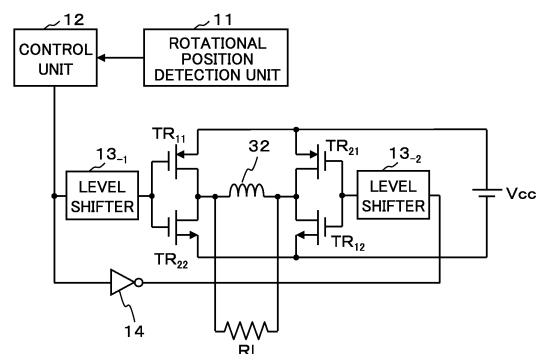 12
11
CONTROL
UNIT
ROTATIONAL
POSITION
DETECTION UNIT
TR11
32
TR21
13-1
13-2
LEVEL
SHIFTER
LEVEL
SHIFTER
Vcc
TR22
TR12
14
RL